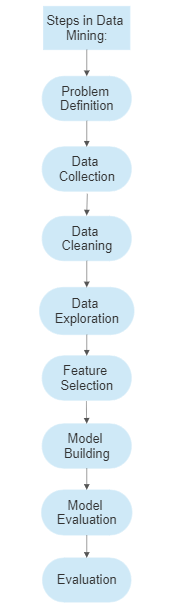 Steps in Data
Mining:
Problem
Definition
Data
Collection
Data
Cleaning
Data
Exploration
Feature
Selection
Model
Building
Model
Evaluation
Evaluation